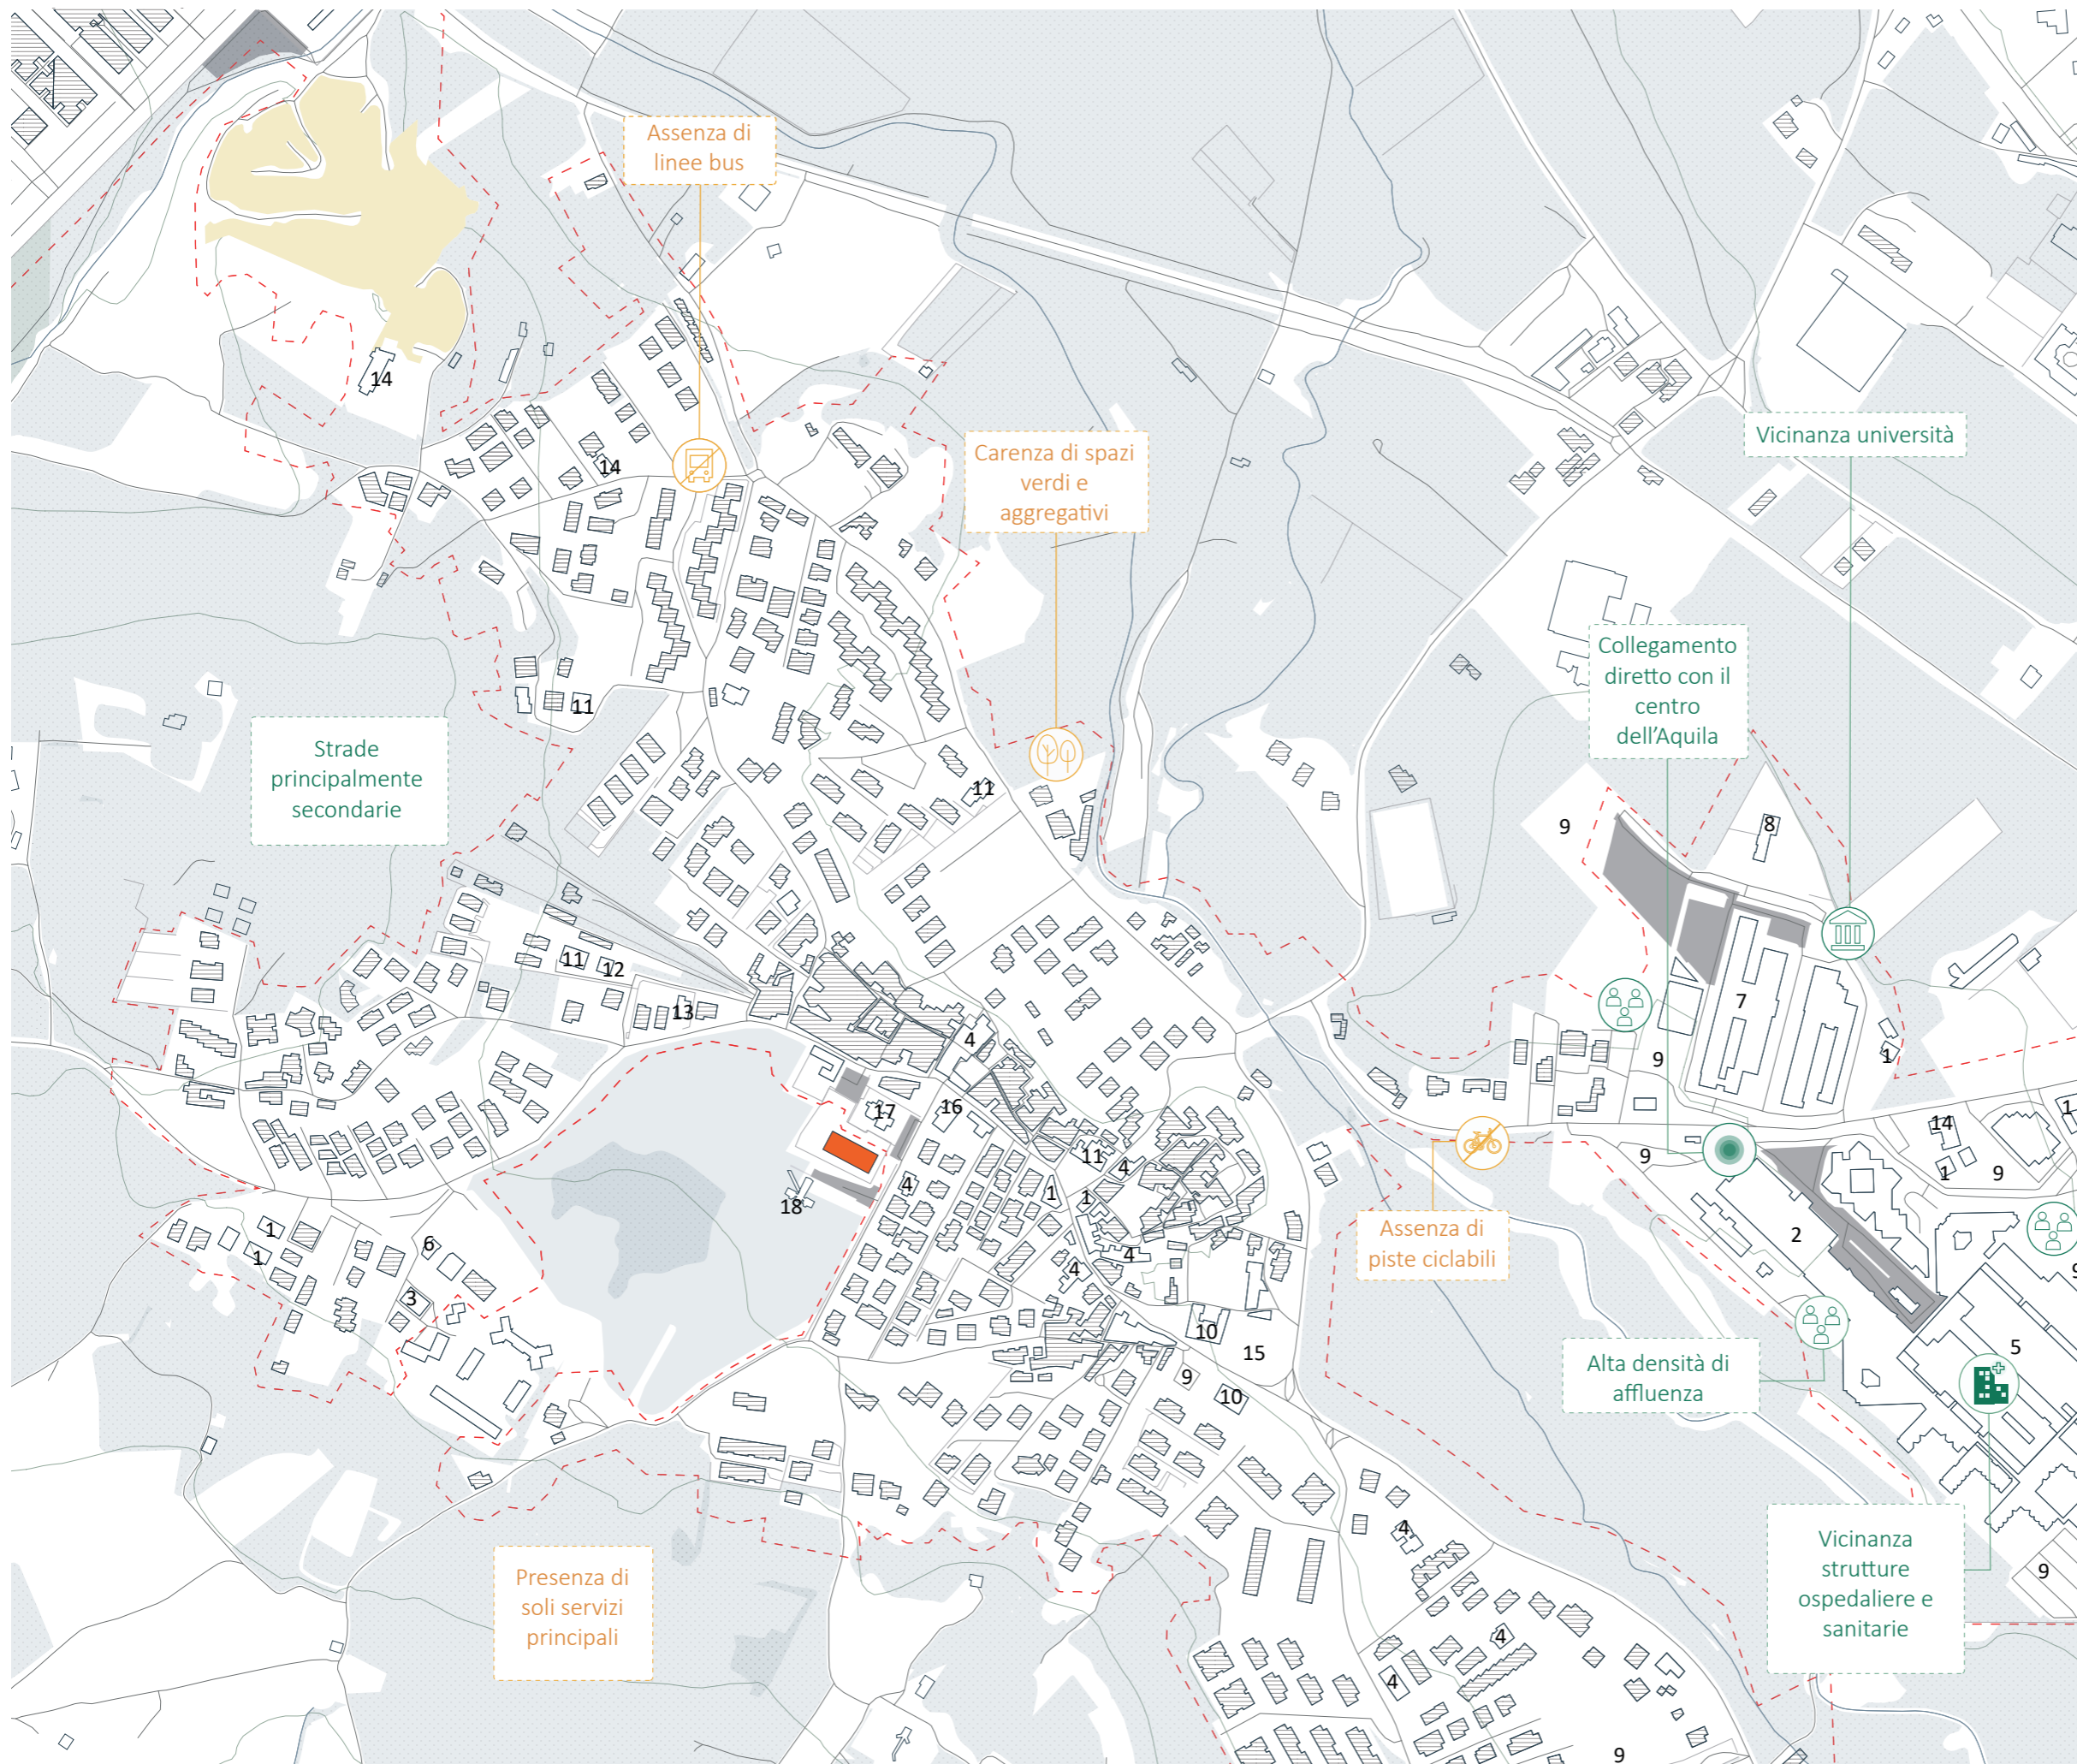 Assenza di
linee bus
14
Carenza di spazi
verdi e
aggregativi
Vicinanza università
14
Collegamento
diretto con il
centro
dell'Aquila
Strade
principalmente
secondarie
11
11
9
8
11
12
13
7
4
9
1
17
16
14
1
11
4
9
1
9
4
1
1
18
Assenza di
piste ciclabili
2
1
1
6
4
4
3
10
15
5
Alta densità di
affluenza
9
10
9
4
Vicinanza
strutture
ospedaliere e
sanitarie
9
Presenza di
soli servizi
principali
4
4
9